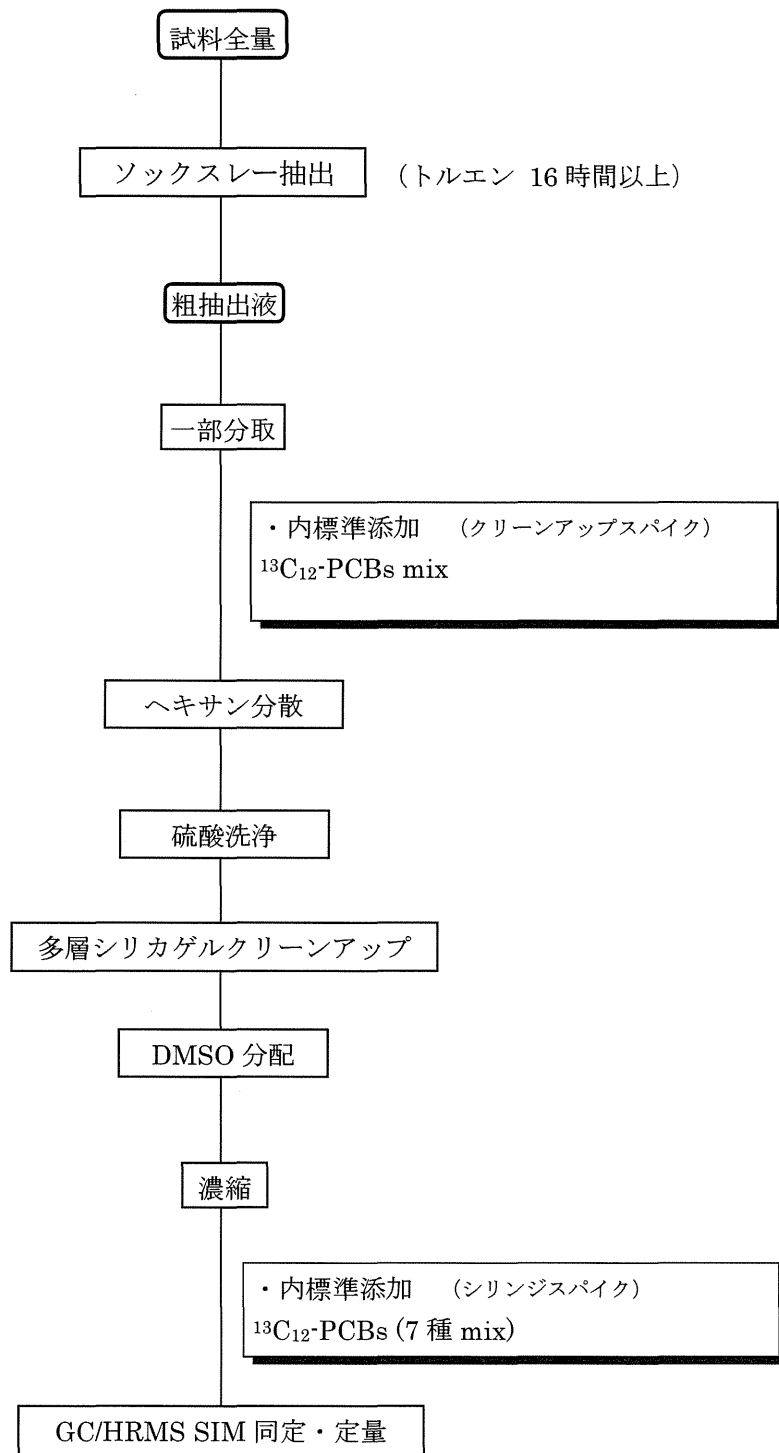 試料全量
ソックスレー抽出 （トルエン 16 時間以上）
粗抽出液
一部分取
・内標準添加 （クリーンアップスパイク）
¹³C₁₂-PCBs mix
ヘキサン分散
硫酸洗浄
多層シリカゲルクリーンアップ
DMSO 分配
濃縮
・内標準添加 （シリンジスパイク）
¹³C₁₂-PCBs (7 種 mix)
GC/HRMS SIM 同定・定量